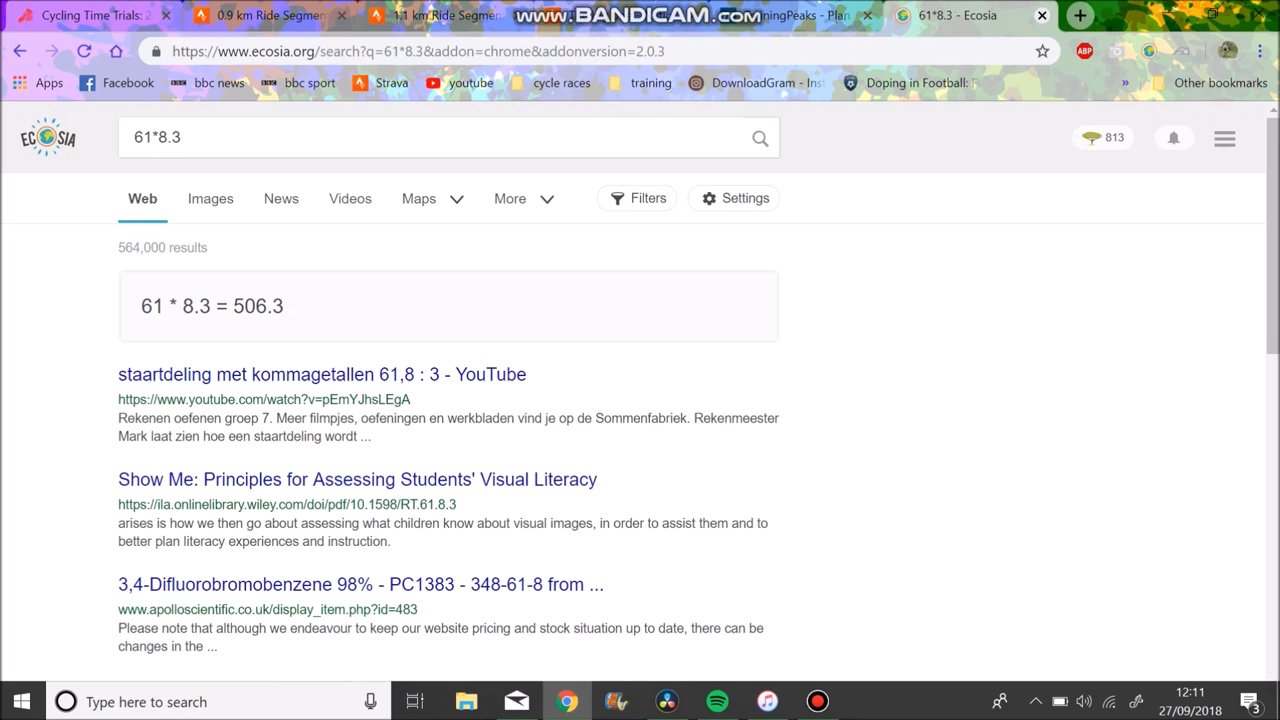 Cycling Time Trials: 2
0.9 km Ride Segmen
1.1 km Ride Segmen
www.BANDICAM.com
ningPeaks - Plan
61*8.3 - Ecosia
https://www.ecosia.org/search?q=61*8.3&addon=chrome&addonversion=2.0.3
ABP
Apps
Facebook
BBC bbc news
BBC bbc sport
Strava
youtube
cycle races
training
DownloadGram - Inst
Doping in Football:
»
Other bookmarks
ECOSIA
61*8.3
813
Web
Images
News
Videos
Maps
More
Filters
Settings
564,000 results
61 * 8.3 = 506.3
staartdeling met kommagetallen 61,8 : 3 - YouTube
https://www.youtube.com/watch?v=pEmYJhsLEgA
Rekenen oefenen groep 7. Meer filmpjes, oefeningen en werkbladen vind je op de Sommenfabriek. Rekenmeester
Mark laat zien hoe een staartdeling wordt ...
Show Me: Principles for Assessing Students' Visual Literacy
https://ila.onlinelibrary.wiley.com/doi/pdf/10.1598/RT.61.8.3
arises is how we then go about assessing what children know about visual images, in order to assist them and to
better plan literacy experiences and instruction.
3,4-Difluorobromobenzene 98% - PC1383 - 348-61-8 from ...
www.apolloscientific.co.uk/display_item.php?id=483
Please note that although we endeavour to keep our website pricing and stock situation up to date, there can be
changes in the ...
Type here to search
12:11
27/09/2018
3